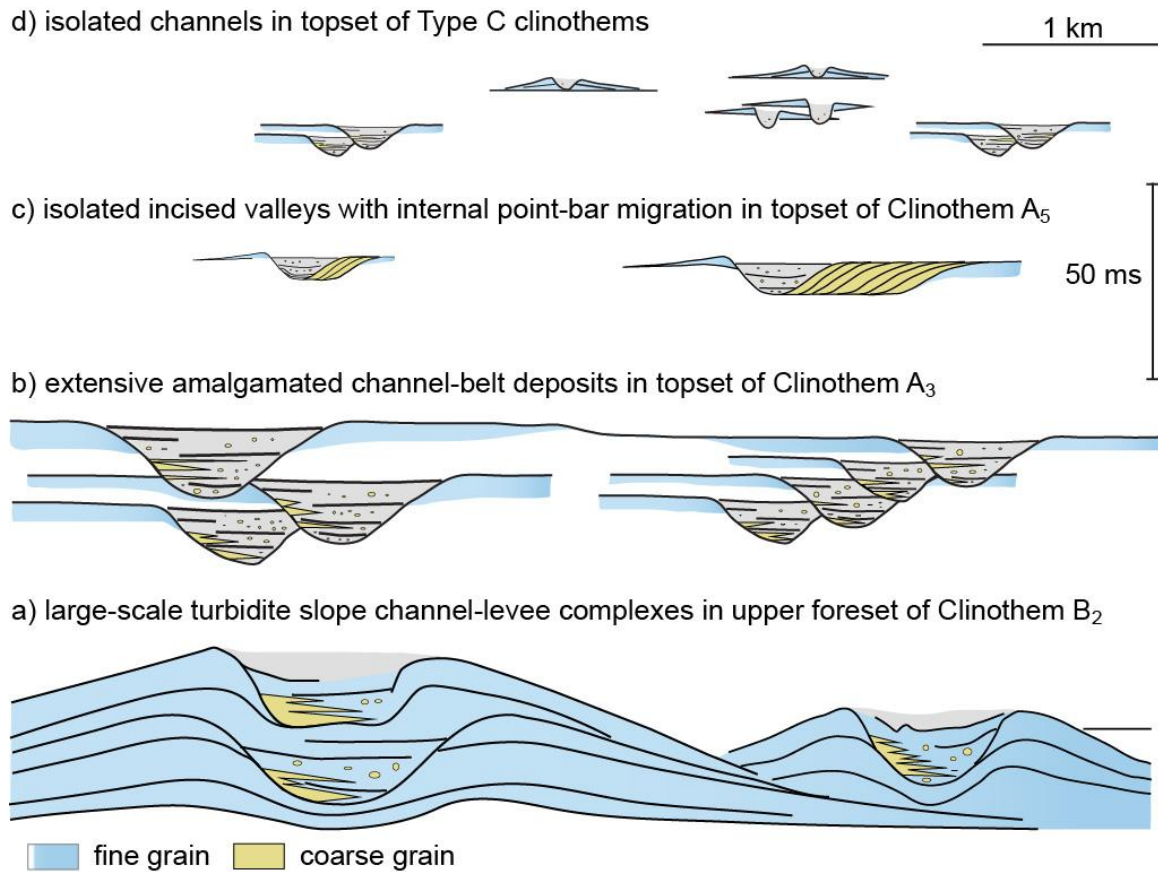 d) isolated channels in topset of Type C clinothems
1 km
c) isolated incised valleys with internal point-bar migration in topset of Clinothem A₅
50 ms
b) extensive amalgamated channel-belt deposits in topset of Clinothem A₃
a) large-scale turbidite slope channel-levee complexes in upper foreset of Clinothem B₂
fine grain
coarse grain